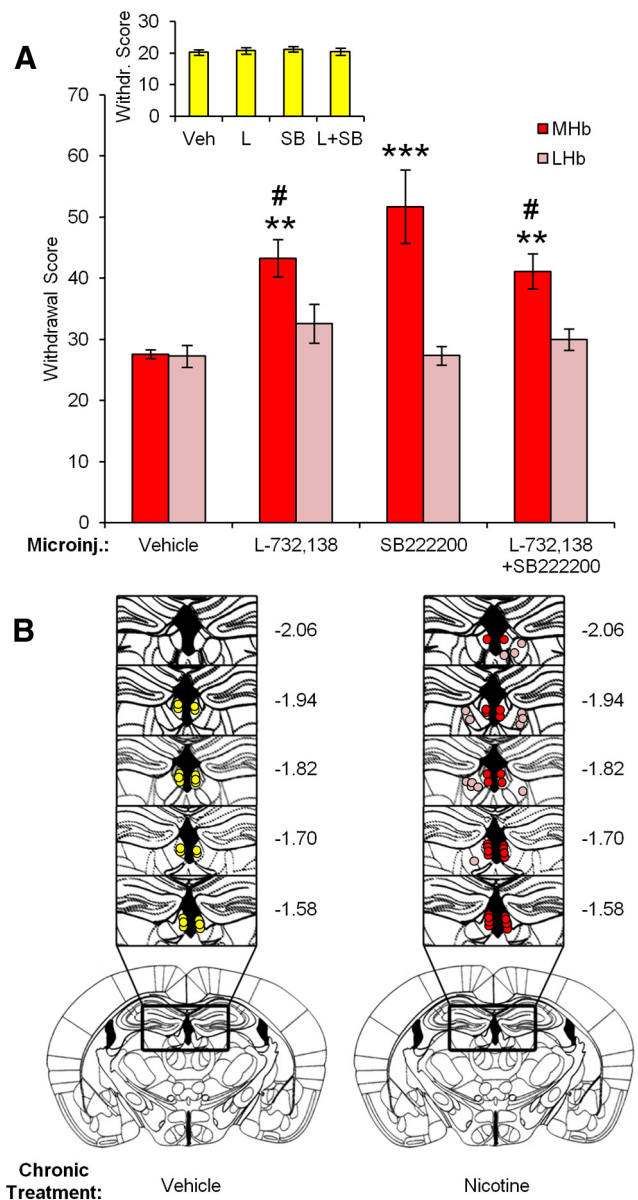 A
Withdr. Score
30
20
10
0
Veh L SB L+SB
MHb
LHb
Withdrawal Score
70
60
50
40
30
20
10
0
#
**
***
#
**
Microinj.: Vehicle L-732,138 SB222200 L-732,138
+SB222200
B
-2.06 -2.06
-1.94 -1.94
-1.82 -1.82
-1.70 -1.70
-1.58 -1.58
Chronic
Treatment: Vehicle Nicotine